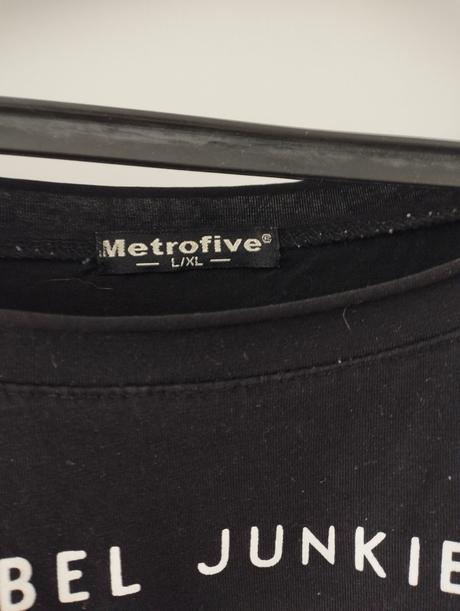 Metrofive®
— L/XL —
BEL JUNKIE